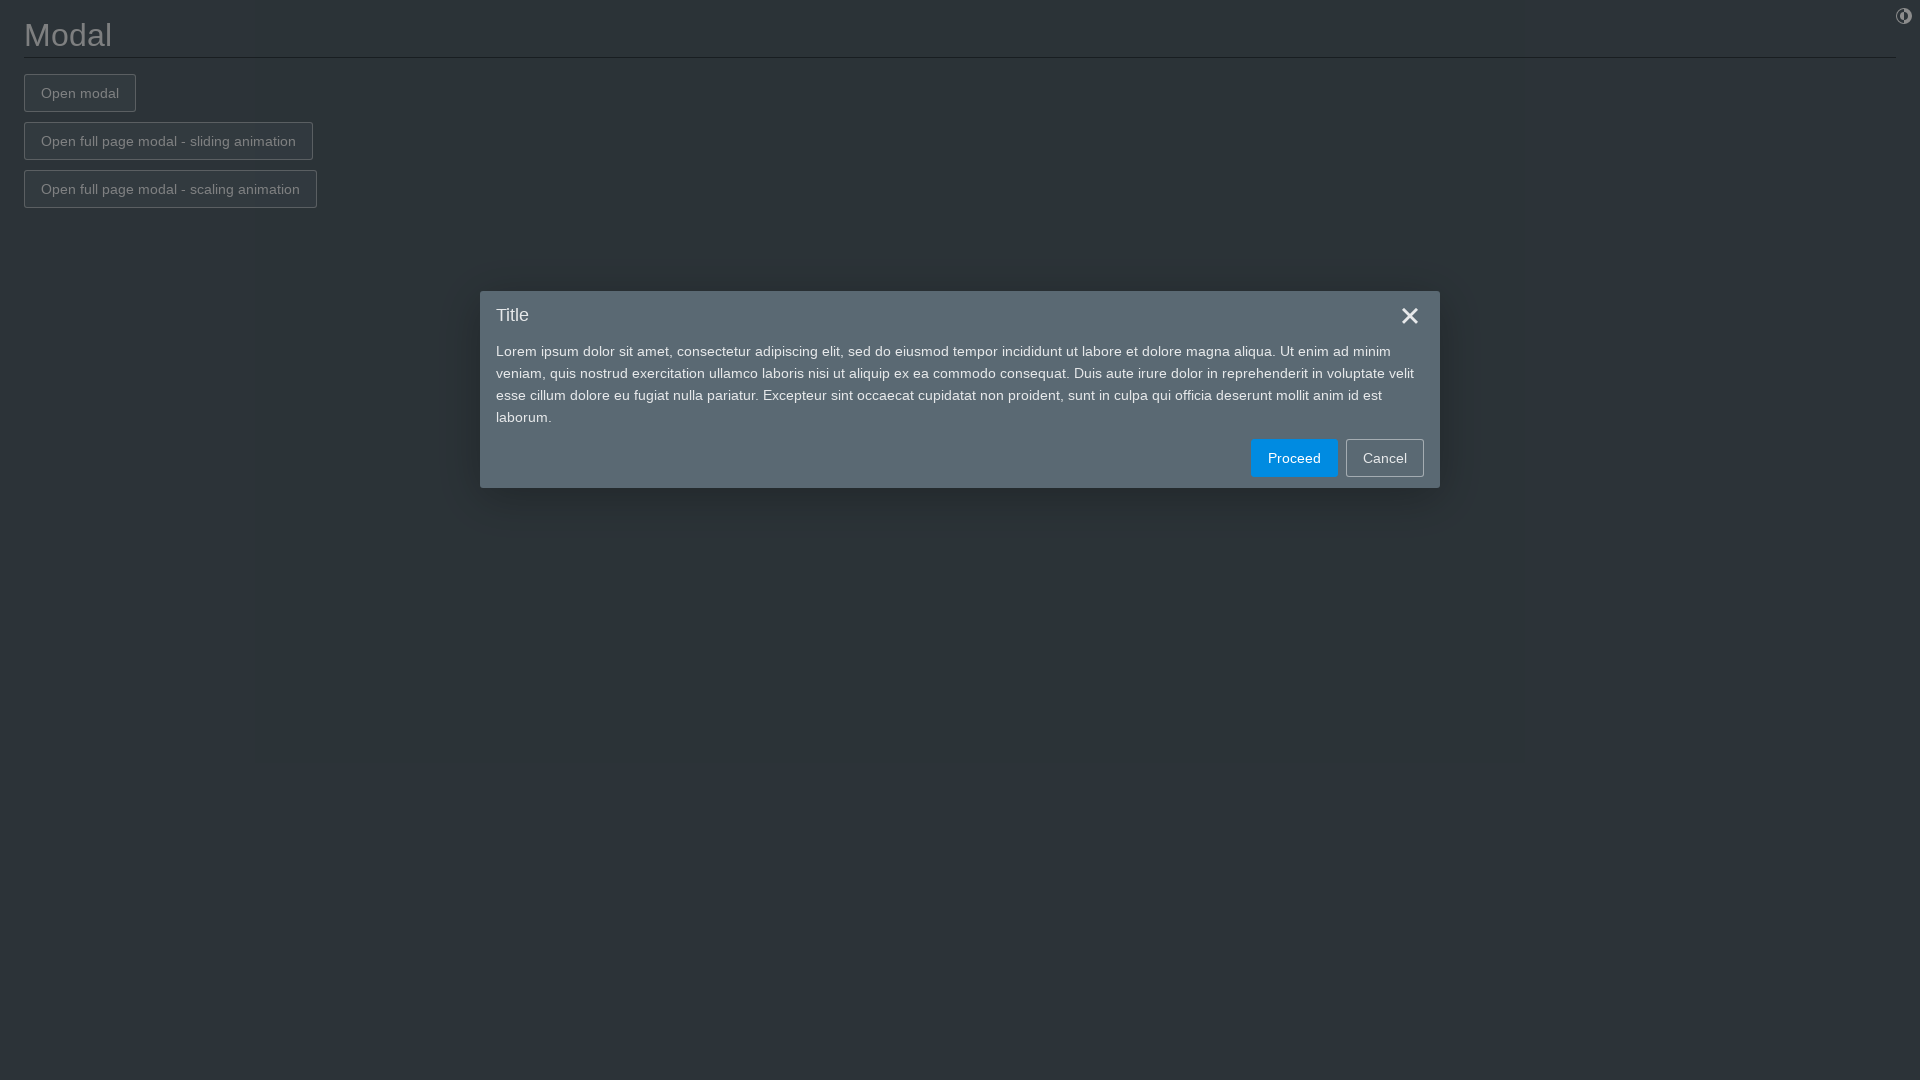 Modal
Open modal
Open full page modal - sliding animation
Open full page modal - scaling animation
Title
Lorem ipsum dolor sit amet, consectetur adipiscing elit, sed do eiusmod tempor incididunt ut labore et dolore magna aliqua. Ut enim ad minim
veniam, quis nostrud exercitation ullamco laboris nisi ut aliquip ex ea commodo consequat. Duis aute irure dolor in reprehenderit in voluptate velit
esse cillum dolore eu fugiat nulla pariatur. Excepteur sint occaecat cupidatat non proident, sunt in culpa qui officia deserunt mollit anim id est
laborum.
Proceed Cancel